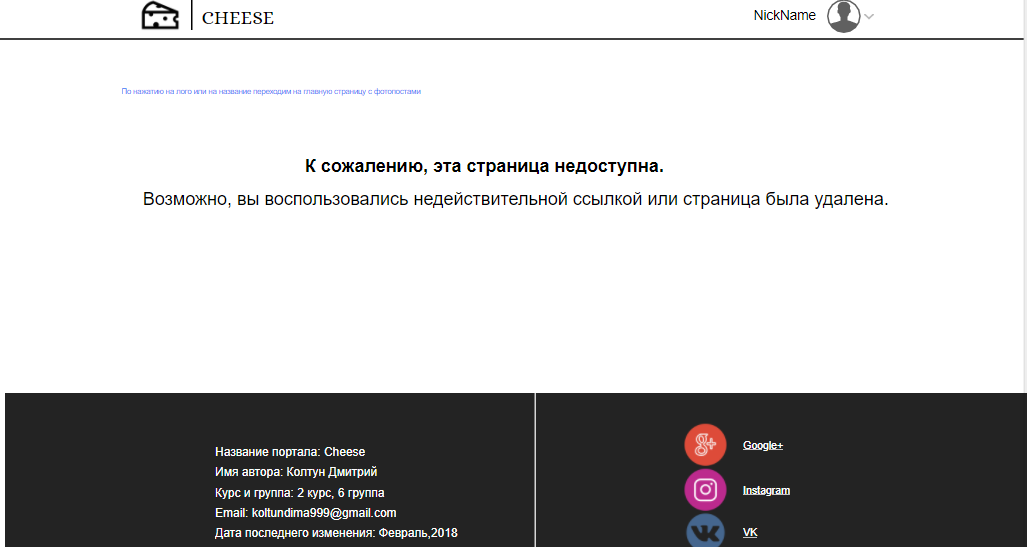 CHEESE
NickName
По нажатию на лого или на название переходим на главную страницу с фотопостами
К сожалению, эта страница недоступна.
Возможно, вы воспользовались недействительной ссылкой или страница была удалена.
Название портала: Cheese
Имя автора: Колтун Дмитрий
Курс и группа: 2 курс, 6 группа
Email: koltundima999@gmail.com
Дата последнего изменения: Февраль,2018
Google+
Instagram
VK